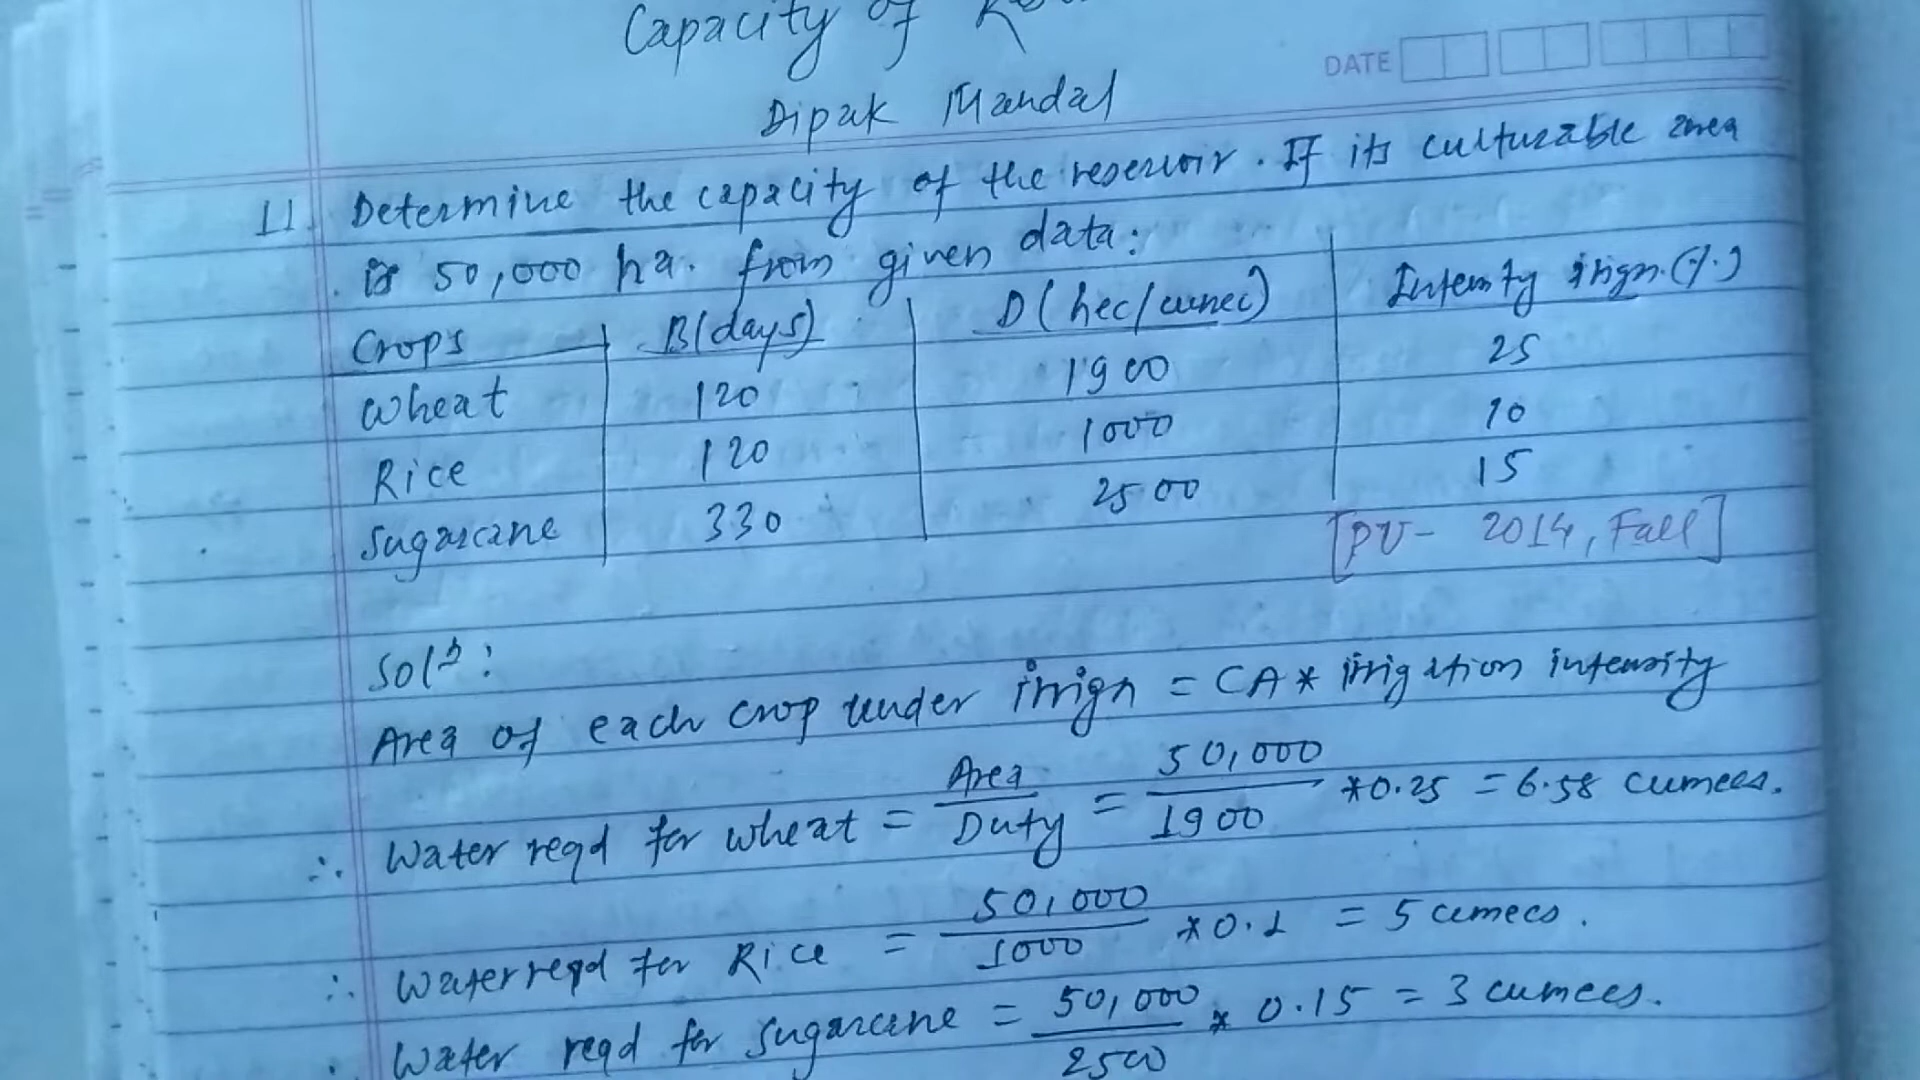 Capacity of
DATE
Dipak Mandal
11. Determine the capacity of the reservoir. If its culturable area
is 50,000 ha. from given data:
Crops B(days) D(hec/cumec) Intensity irign.(%)
Wheat 120 1900 25
Rice 120 1000 10
Sugarcane 330 2500 15
[PU- 2014, Fall]
Soln:
Area of each crop under irrign = CA * irrigation intensity
∴ Water reqd for wheat = Area/Duty = 50,000/1900 *0.25 = 6.58 cumecs.
∴ Water reqd for Rice = 50,000/1000 *0.1 = 5 cumecs.
∴ Water reqd for sugarcane = 50,000/2500 * 0.15 = 3 cumecs.